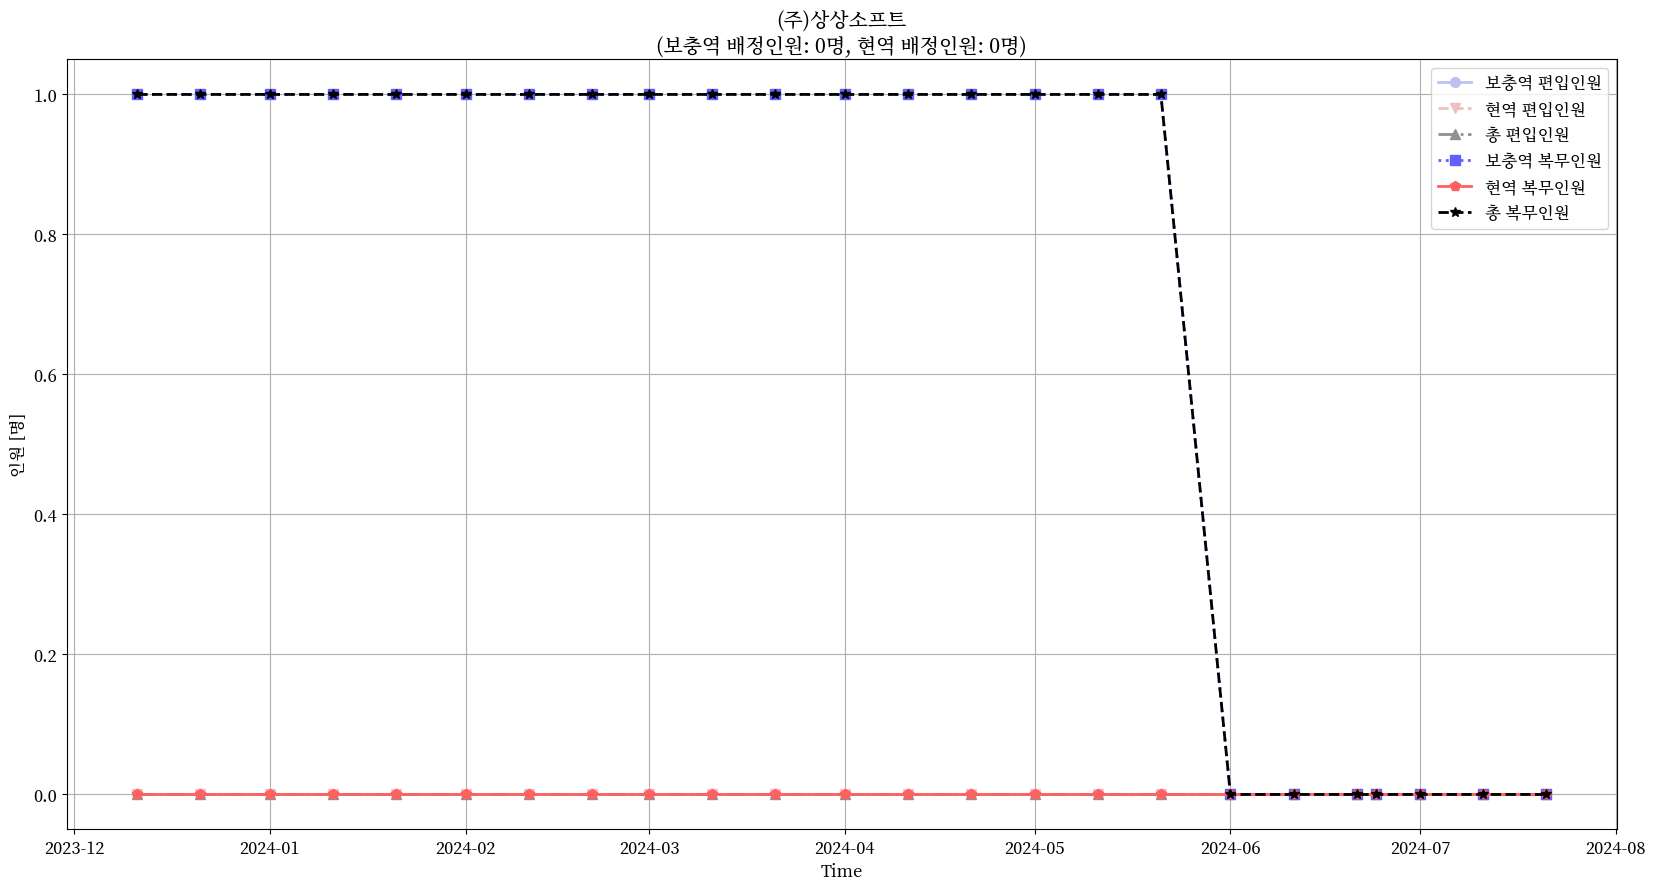 (주)상상소프트
(보충역 배정인원: 0명, 현역 배정인원: 0명)
보충역 편입인원
현역 편입인원
총 편입인원
보충역 복무인원
현역 복무인원
총 복무인원
인원 [명]
1.0
0.8
0.6
0.4
0.2
0.0
2023-12 2024-01 2024-02 2024-03 2024-04 2024-05 2024-06 2024-07 2024-08
Time